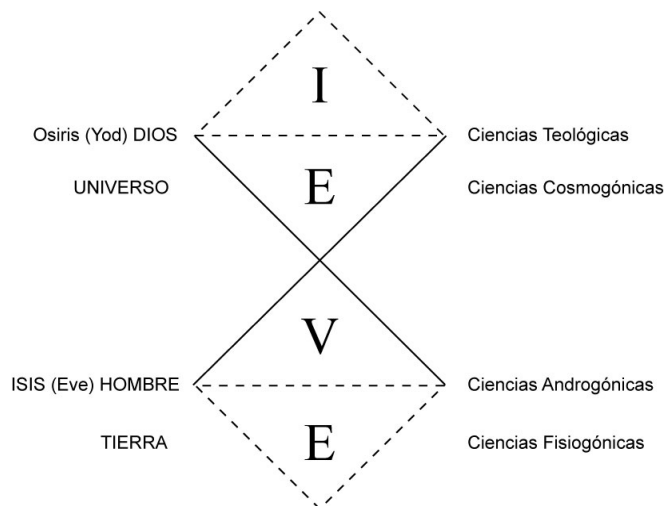 I
Osiris (Yod) DIOS
Ciencias Teológicas
UNIVERSO
E
Ciencias Cosmogónicas
V
ISIS (Eve) HOMBRE
Ciencias Androgónicas
TIERRA
E
Ciencias Fisiogónicas